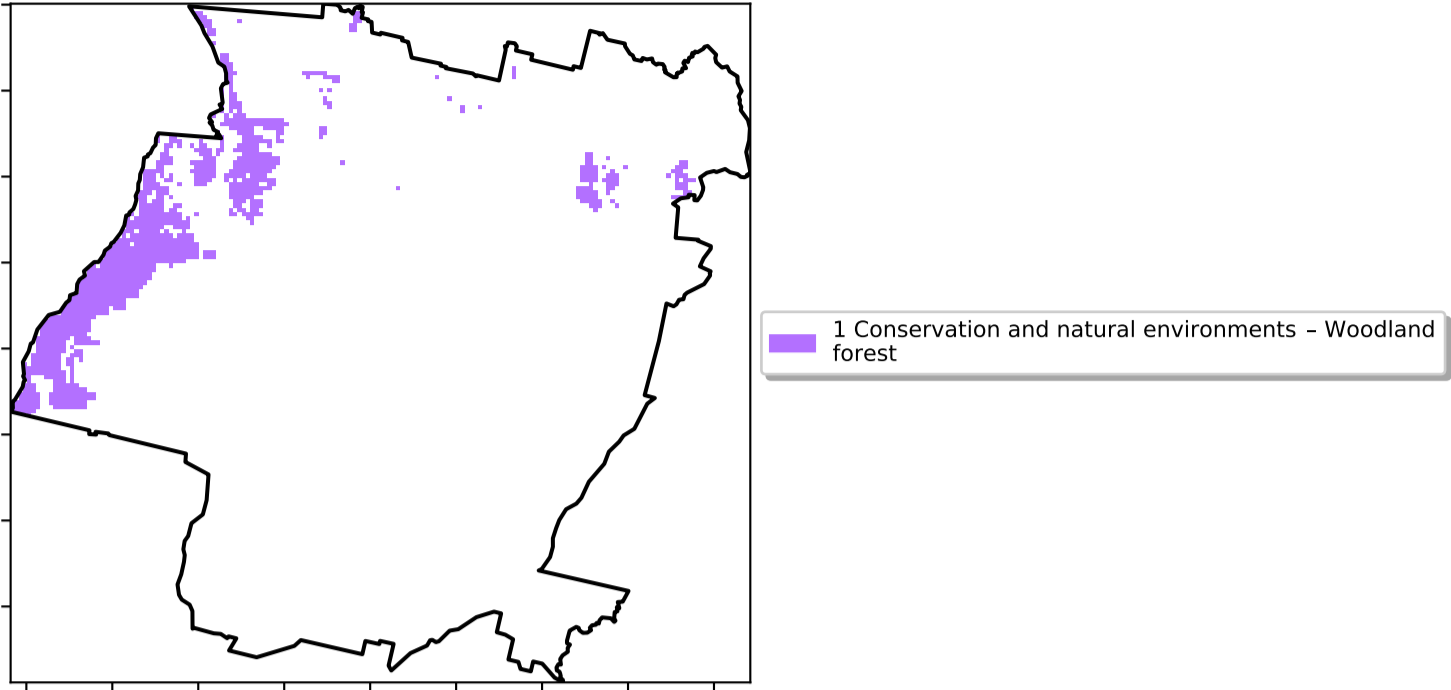 1 Conservation and natural environments – Woodland
forest